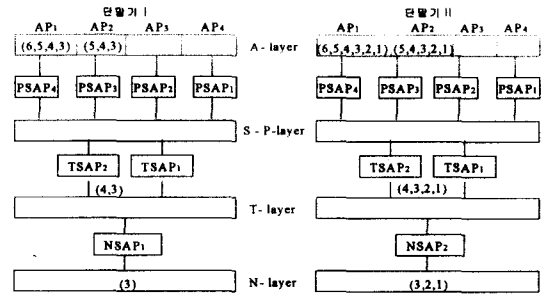 단말기 I 단말기 II
AP1 AP2 AP3 AP4 AP1 AP2 AP3 AP4
(6,5,4,3) (5,4,3) A - layer (6,5,4,3,2,1) (5,4,3,2,1)
PSAP4 PSAP3 PSAP2 PSAP1 PSAP4 PSAP3 PSAP2 PSAP1
S - P-layer
TSAP2 TSAP1 TSAP2 TSAP1
(4,3) (4,3,2,1)
T- layer
NSAP1 NSAP2
(3) N- layer (3,2,1)